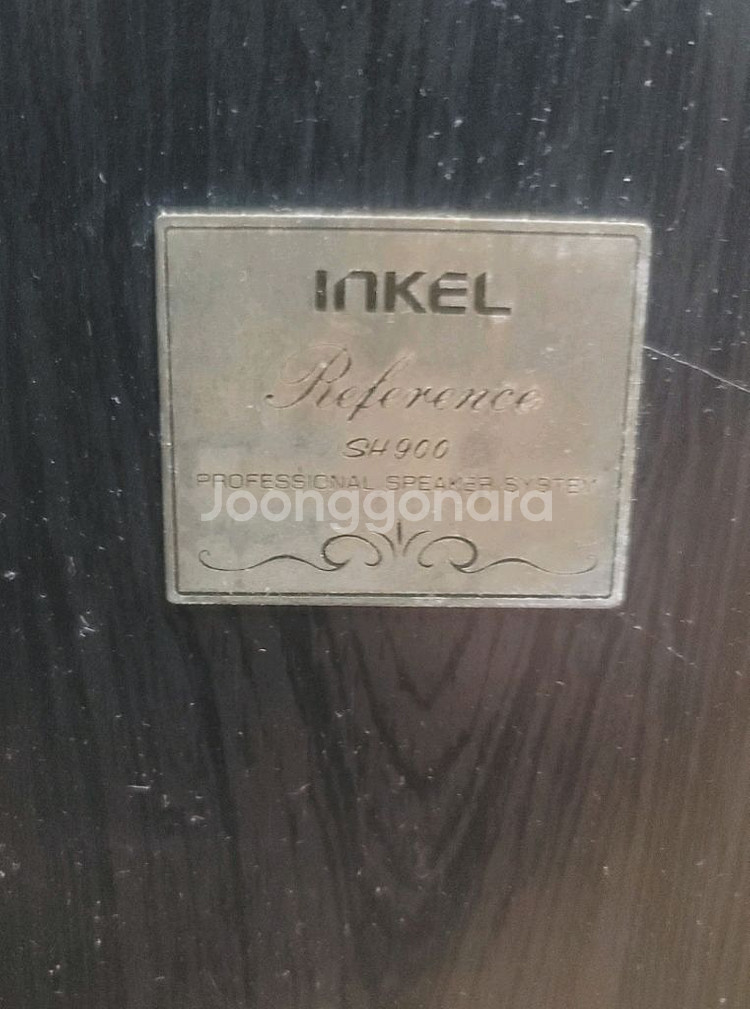 INKEL
Reference
SH900
PROFESSIONAL SPEAKER SYSTEM
Joonggonara